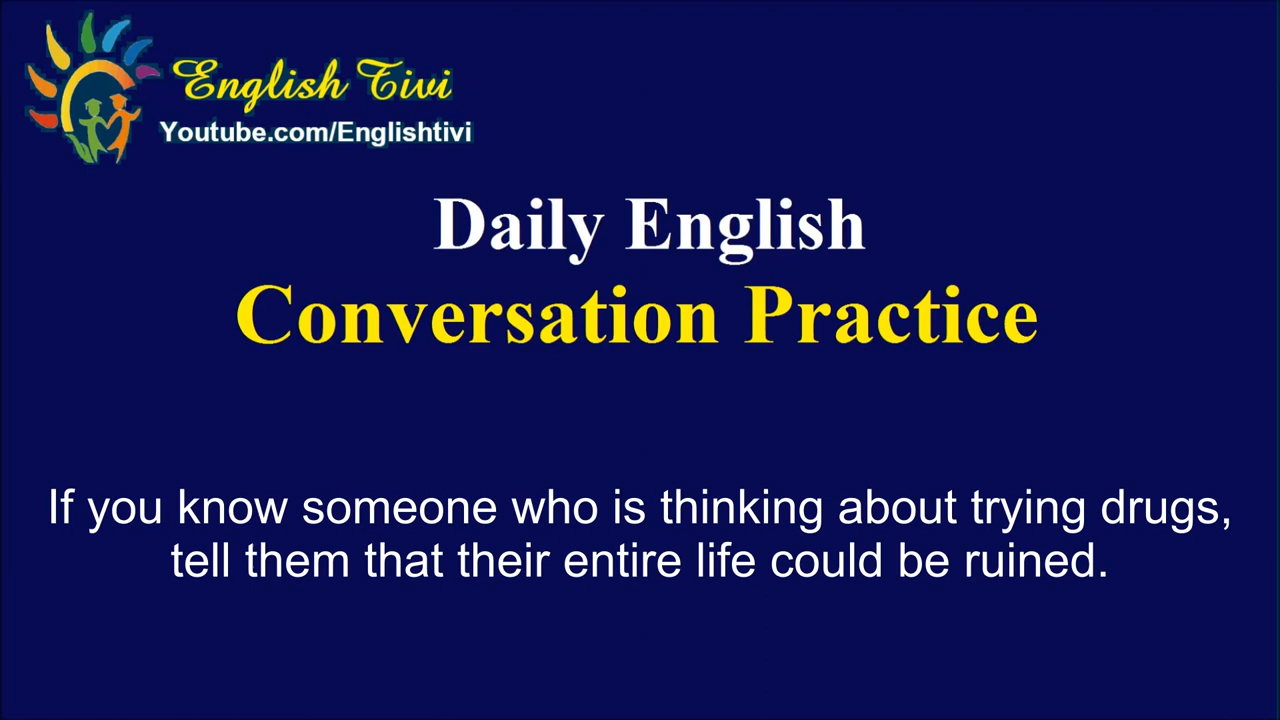 English Tivi
Youtube.com/Englishtivi
Daily English
Conversation Practice
If you know someone who is thinking about trying drugs,
tell them that their entire life could be ruined.